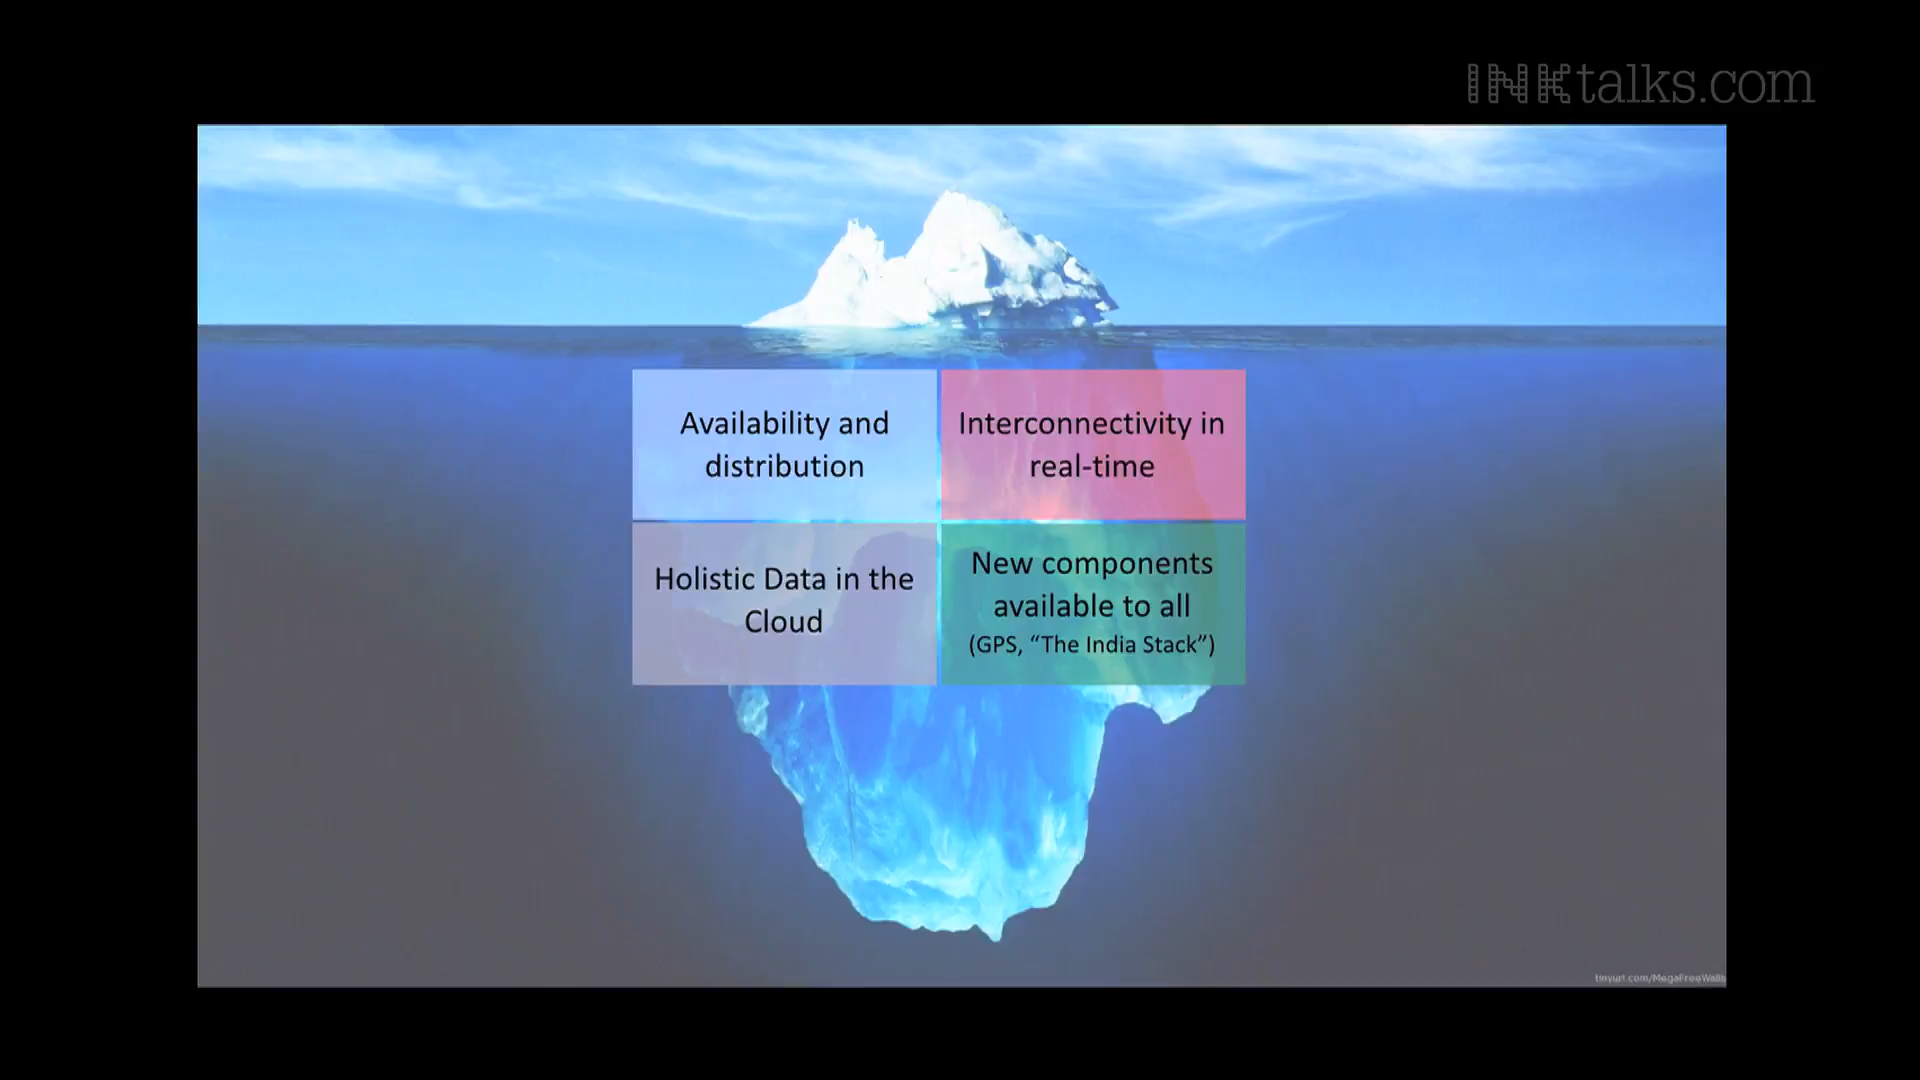 INKtalks.com
Availability and
distribution
Interconnectivity in
real-time
Holistic Data in the
Cloud
New components
available to all
(GPS, “The India Stack”)
tinyurl.com/MegaFreeWalls